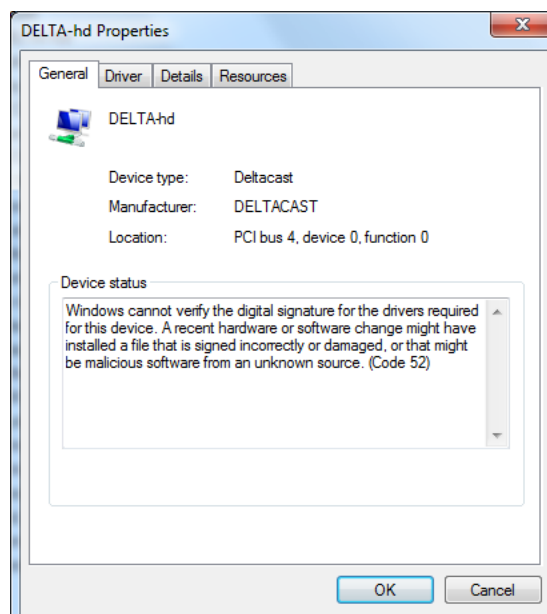 DELTA-hd Properties
General Driver Details Resources
DELTA-hd
Device type: Deltacast
Manufacturer: DELTACAST
Location: PCI bus 4, device 0, function 0
Device status
Windows cannot verify the digital signature for the drivers required
for this device. A recent hardware or software change might have
installed a file that is signed incorrectly or damaged, or that might
be malicious software from an unknown source. (Code 52)
OK Cancel